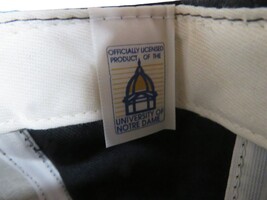 OFFICIALLY LICENSED
PRODUCT OF THE
UNIVERSITY OF
NOTRE DAME